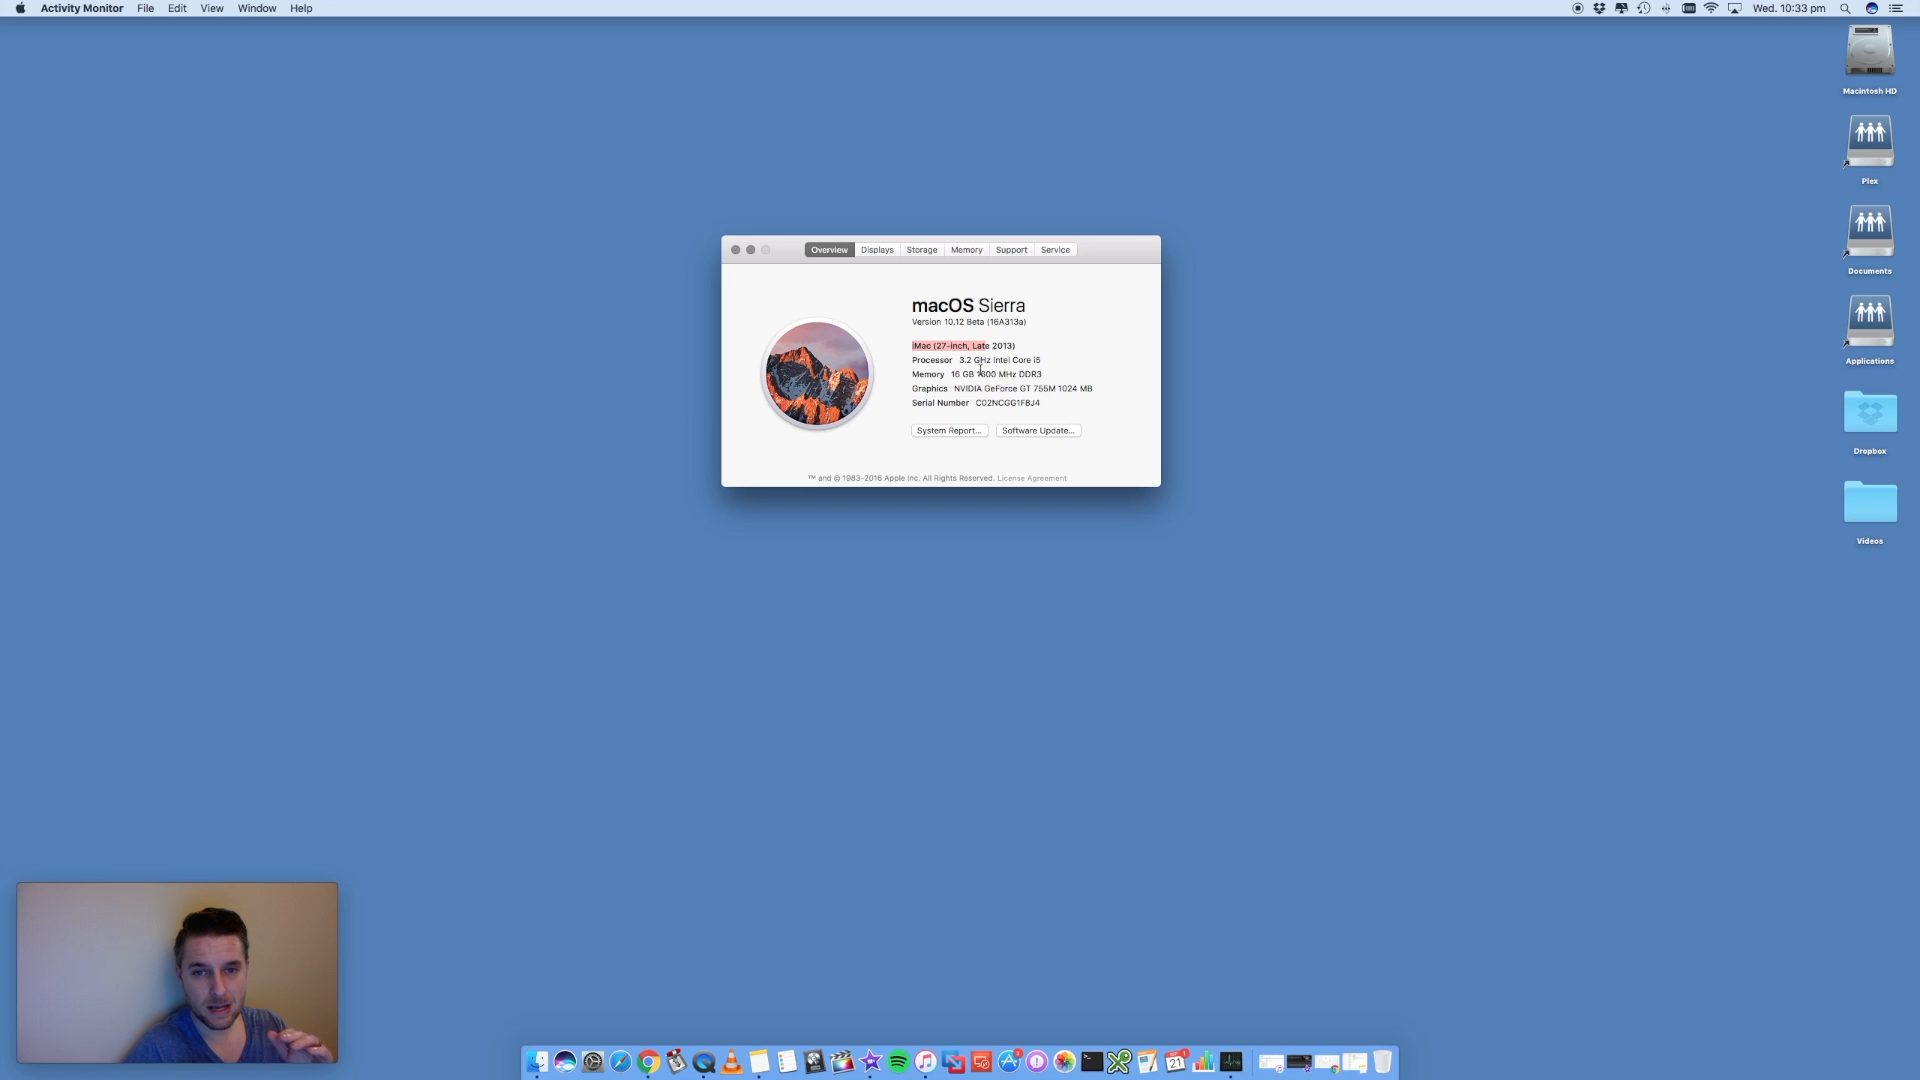 Activity Monitor File Edit View Window Help
Wed. 10:33 pm
Macintosh HD
Plex
Documents
Applications
Dropbox
Videos
Overview Displays Storage Memory Support Service
macOS Sierra
Version 10.12 Beta (16A313a)
iMac (27-inch, Late 2013)
Processor 3.2 GHz Intel Core i5
Memory 16 GB 1600 MHz DDR3
Graphics NVIDIA GeForce GT 755M 1024 MB
Serial Number C02NCGG1F8J4
System Report... Software Update...
™ and © 1983-2016 Apple Inc. All Rights Reserved. License Agreement
21